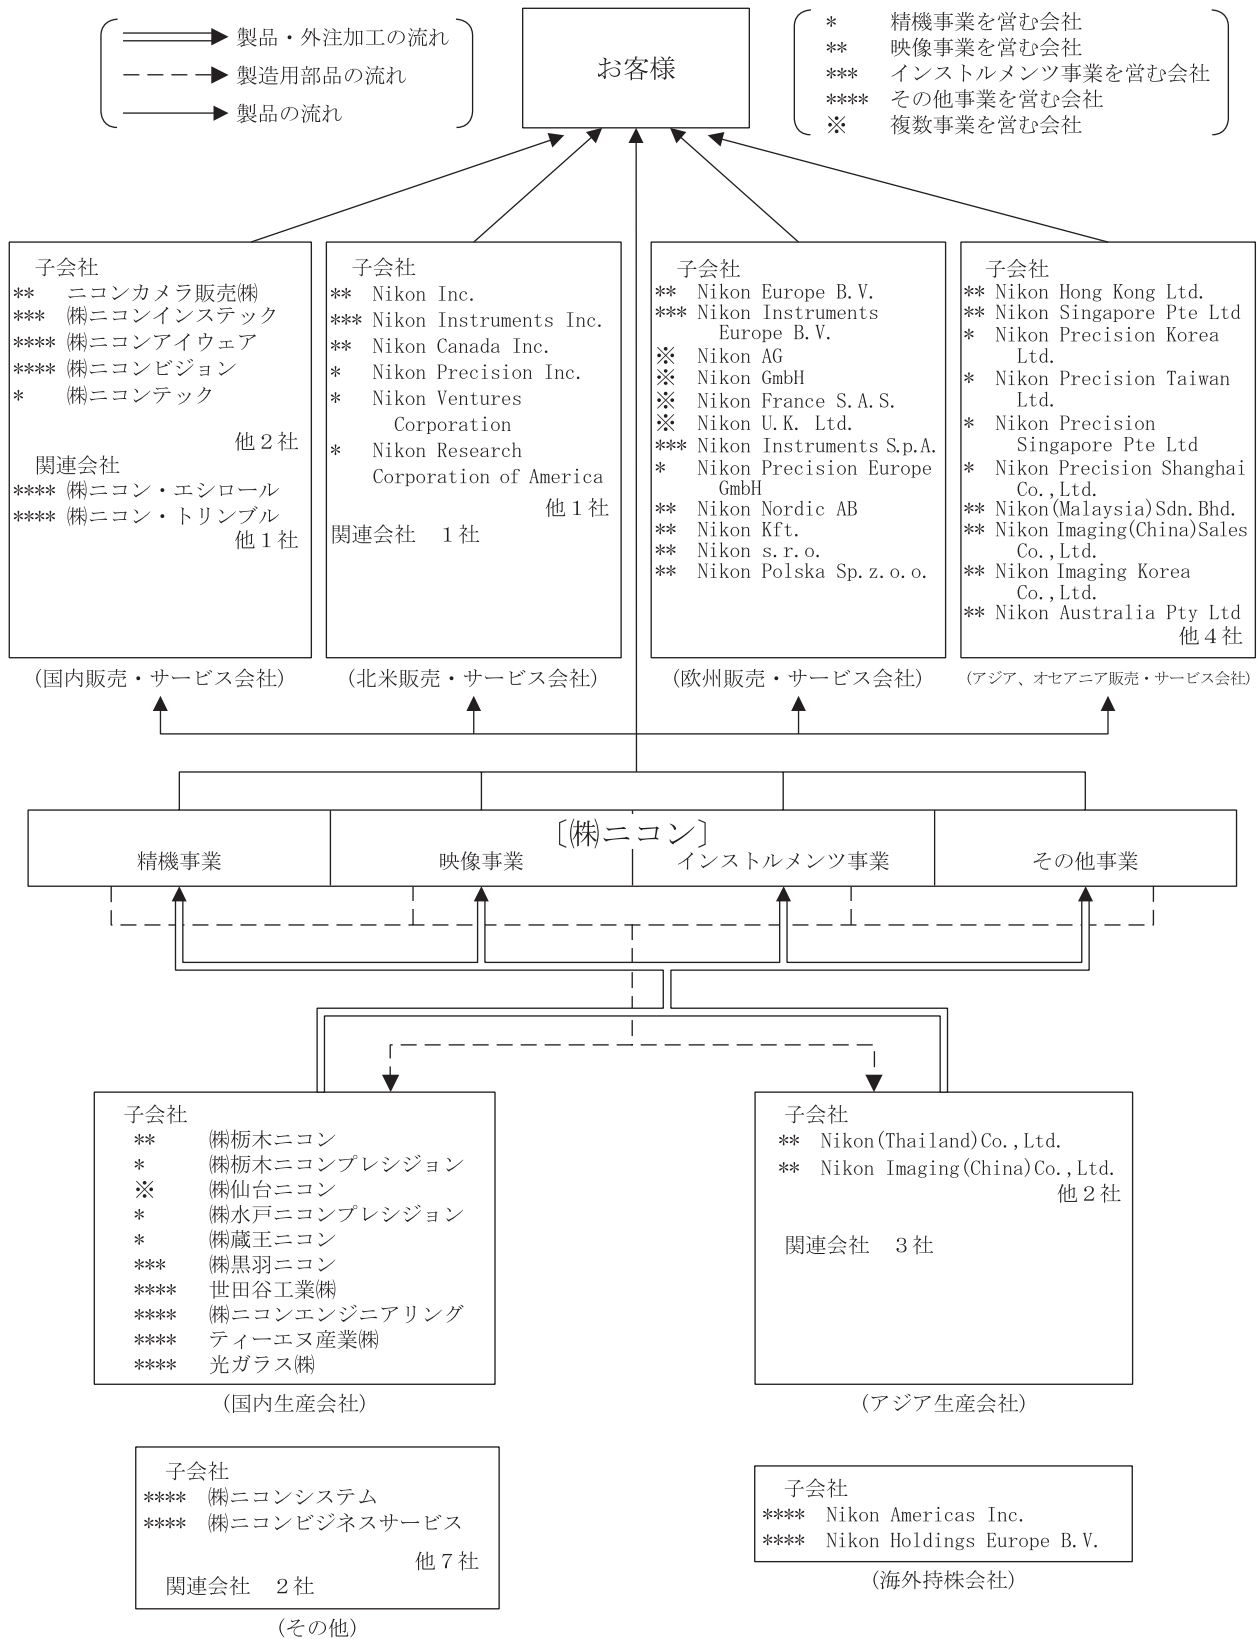 製品・外注加工の流れ
製造用部品の流れ
製品の流れ
お客様
* 精機事業を営む会社
** 映像事業を営む会社
*** インストルメンツ事業を営む会社
**** その他事業を営む会社
※ 複数事業を営む会社
子会社
** ニコンカメラ販売㈱
*** ㈱ニコンインステック
**** ㈱ニコンアイウェア
**** ㈱ニコンビジョン
* ㈱ニコンテック
他２社
関連会社
**** ㈱ニコン・エシロール
**** ㈱ニコン・トリンブル
他１社
(国内販売・サービス会社)
子会社
** Nikon Inc.
*** Nikon Instruments Inc.
** Nikon Canada Inc.
* Nikon Precision Inc.
* Nikon Ventures
Corporation
* Nikon Research
Corporation of America
他１社
関連会社　１社
(北米販売・サービス会社)
子会社
** Nikon Europe B.V.
*** Nikon Instruments
Europe B.V.
※ Nikon AG
※ Nikon GmbH
※ Nikon France S.A.S.
※ Nikon U.K. Ltd.
*** Nikon Instruments S.p.A.
* Nikon Precision Europe
GmbH
** Nikon Nordic AB
** Nikon Kft.
** Nikon s.r.o.
** Nikon Polska Sp.z.o.o.
(欧州販売・サービス会社)
子会社
** Nikon Hong Kong Ltd.
** Nikon Singapore Pte Ltd
* Nikon Precision Korea
Ltd.
* Nikon Precision Taiwan
Ltd.
* Nikon Precision
Singapore Pte Ltd
* Nikon Precision Shanghai
Co.,Ltd.
** Nikon(Malaysia)Sdn.Bhd.
** Nikon Imaging(China)Sales
Co.,Ltd.
** Nikon Imaging Korea
Co.,Ltd.
** Nikon Australia Pty Ltd
他４社
(アジア、オセアニア販売・サービス会社)
〔㈱ニコン〕
精機事業
映像事業
インストルメンツ事業
その他事業
子会社
** ㈱栃木ニコン
* ㈱栃木ニコンプレシジョン
※ ㈱仙台ニコン
* ㈱水戸ニコンプレシジョン
* ㈱蔵王ニコン
*** ㈱黒羽ニコン
**** 世田谷工業㈱
**** ㈱ニコンエンジニアリング
**** ティーエヌ産業㈱
**** 光ガラス㈱
(国内生産会社)
子会社
** Nikon(Thailand)Co.,Ltd.
** Nikon Imaging(China)Co.,Ltd.
他２社
関連会社　３社
(アジア生産会社)
子会社
**** ㈱ニコンシステム
**** ㈱ニコンビジネスサービス
他７社
関連会社　２社
(その他)
子会社
**** Nikon Americas Inc.
**** Nikon Holdings Europe B.V.
(海外持株会社)